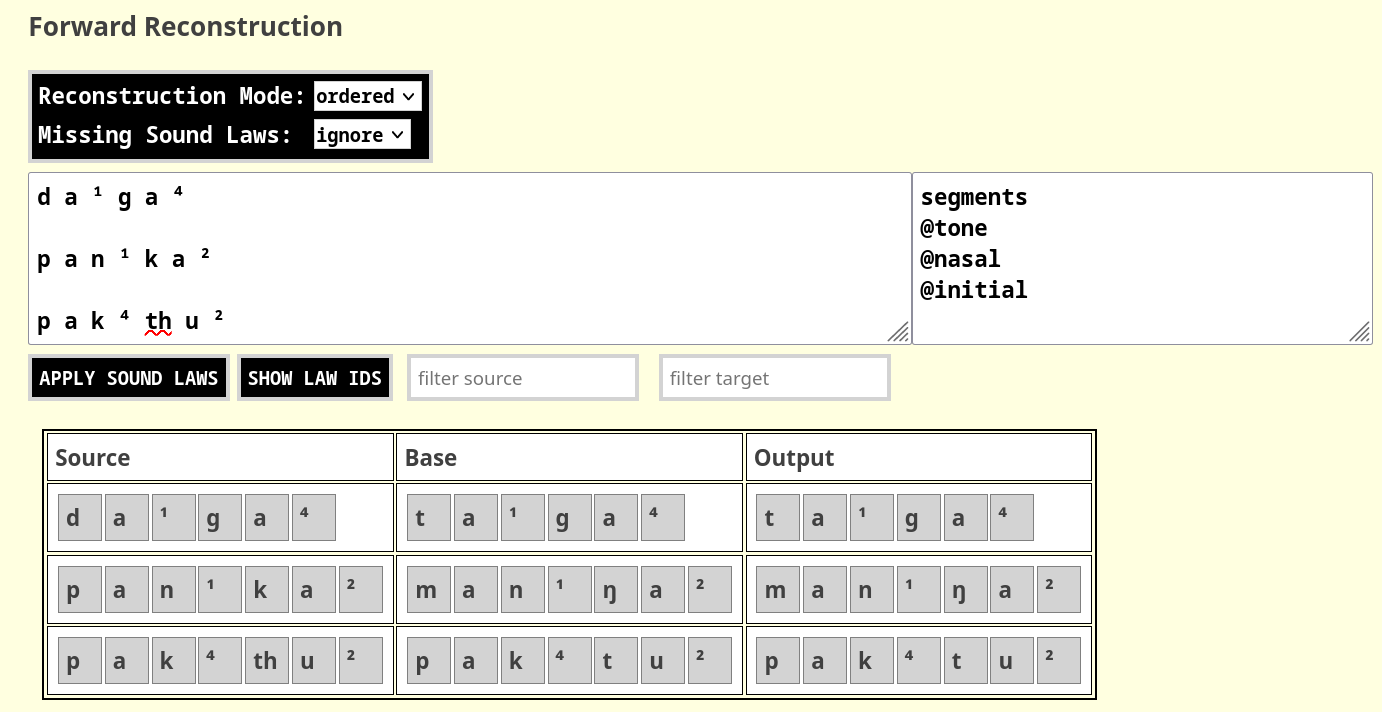 Forward Reconstruction
Reconstruction Mode: ordered
Missing Sound Laws: ignore
d a ¹ g a ⁴
p a n ¹ k a ²
p a k ⁴ th u ²
segments
@tone
@nasal
@initial
APPLY SOUND LAWS SHOW LAW IDS filter source filter target
Source Base Output
d a ¹ g a ⁴ t a ¹ g a ⁴ t a ¹ g a ⁴
p a n ¹ k a ² m a n ¹ ŋ a ² m a n ¹ ŋ a ²
p a k ⁴ th u ² p a k ⁴ t u ² p a k ⁴ t u ²